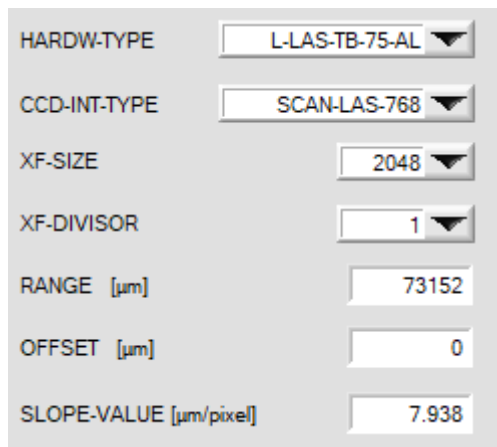 HARDW-TYPE L-LAS-TB-75-AL
CCD-INT-TYPE SCAN-LAS-768
XF-SIZE 2048
XF-DIVISOR 1
RANGE [µm] 73152
OFFSET [µm] 0
SLOPE-VALUE [µm/pixel] 7.938